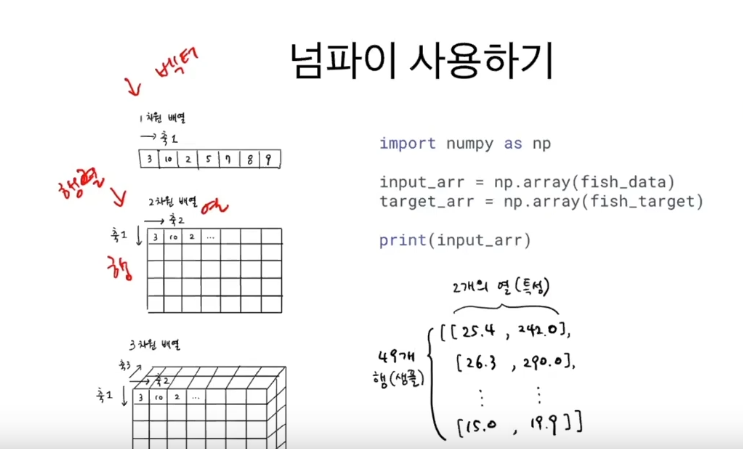 넘파이 사용하기
벡터
1차원 배열
축1
3 10 2 5 7 8 9
행렬
2차원 배열
열
축2
축1
3 10 2 ...
행
3차원 배열
축3
축2
축1
3 10 2 ...
import numpy as np
input_arr = np.array(fish_data)
target_arr = np.array(fish_target)
print(input_arr)
2개의 열(특성)
49개
행(샘플)
[[25.4 , 242.0],
[26.3 , 290.0],
⋮ ⋮
[15.0 , 19.9]]